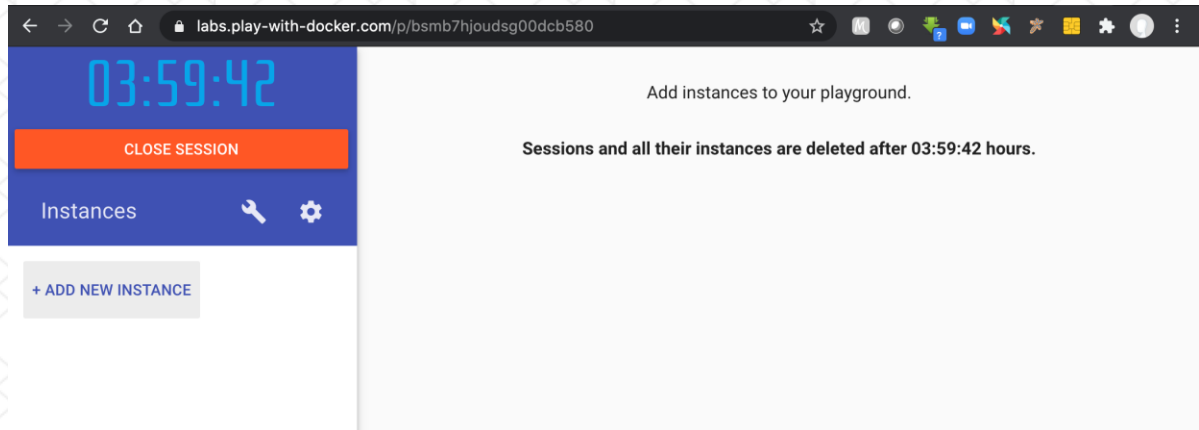 labs.play-with-docker.com/p/bsmb7hjoudsg00dcb580
03:59:42
CLOSE SESSION
Instances
+ ADD NEW INSTANCE
Add instances to your playground.
Sessions and all their instances are deleted after 03:59:42 hours.